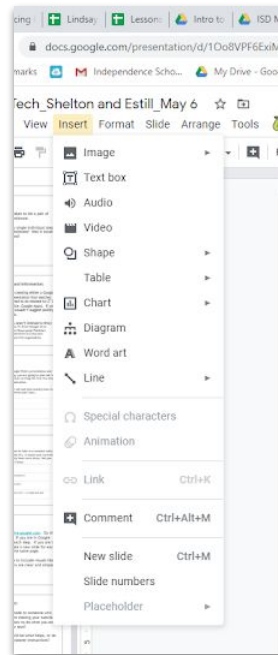 cing Lindsay Lesson: Intro to ISD M
docs.google.com/presentation/d/1Oo8VPF6ExiM
marks Independence Scho... My Drive - Goo
Tech_Shelton and Estill_May 6
View Insert Format Slide Arrange Tools
Image
Text box
Audio
Video
Shape
Table
Chart
Diagram
Word art
Line
Special characters
Animation
Link Ctrl+K
Comment Ctrl+Alt+M
New slide Ctrl+M
Slide numbers
Placeholder